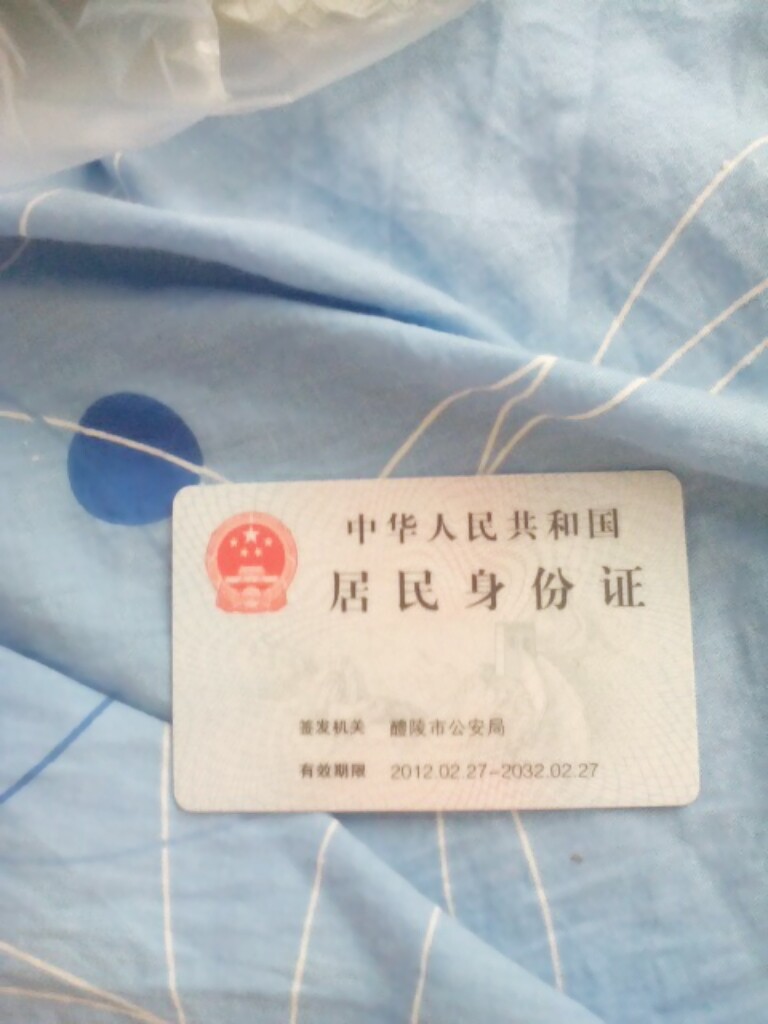 中华人民共和国
居民身份证
签发机关 醴陵市公安局
有效期限 2012.02.27-2032.02.27